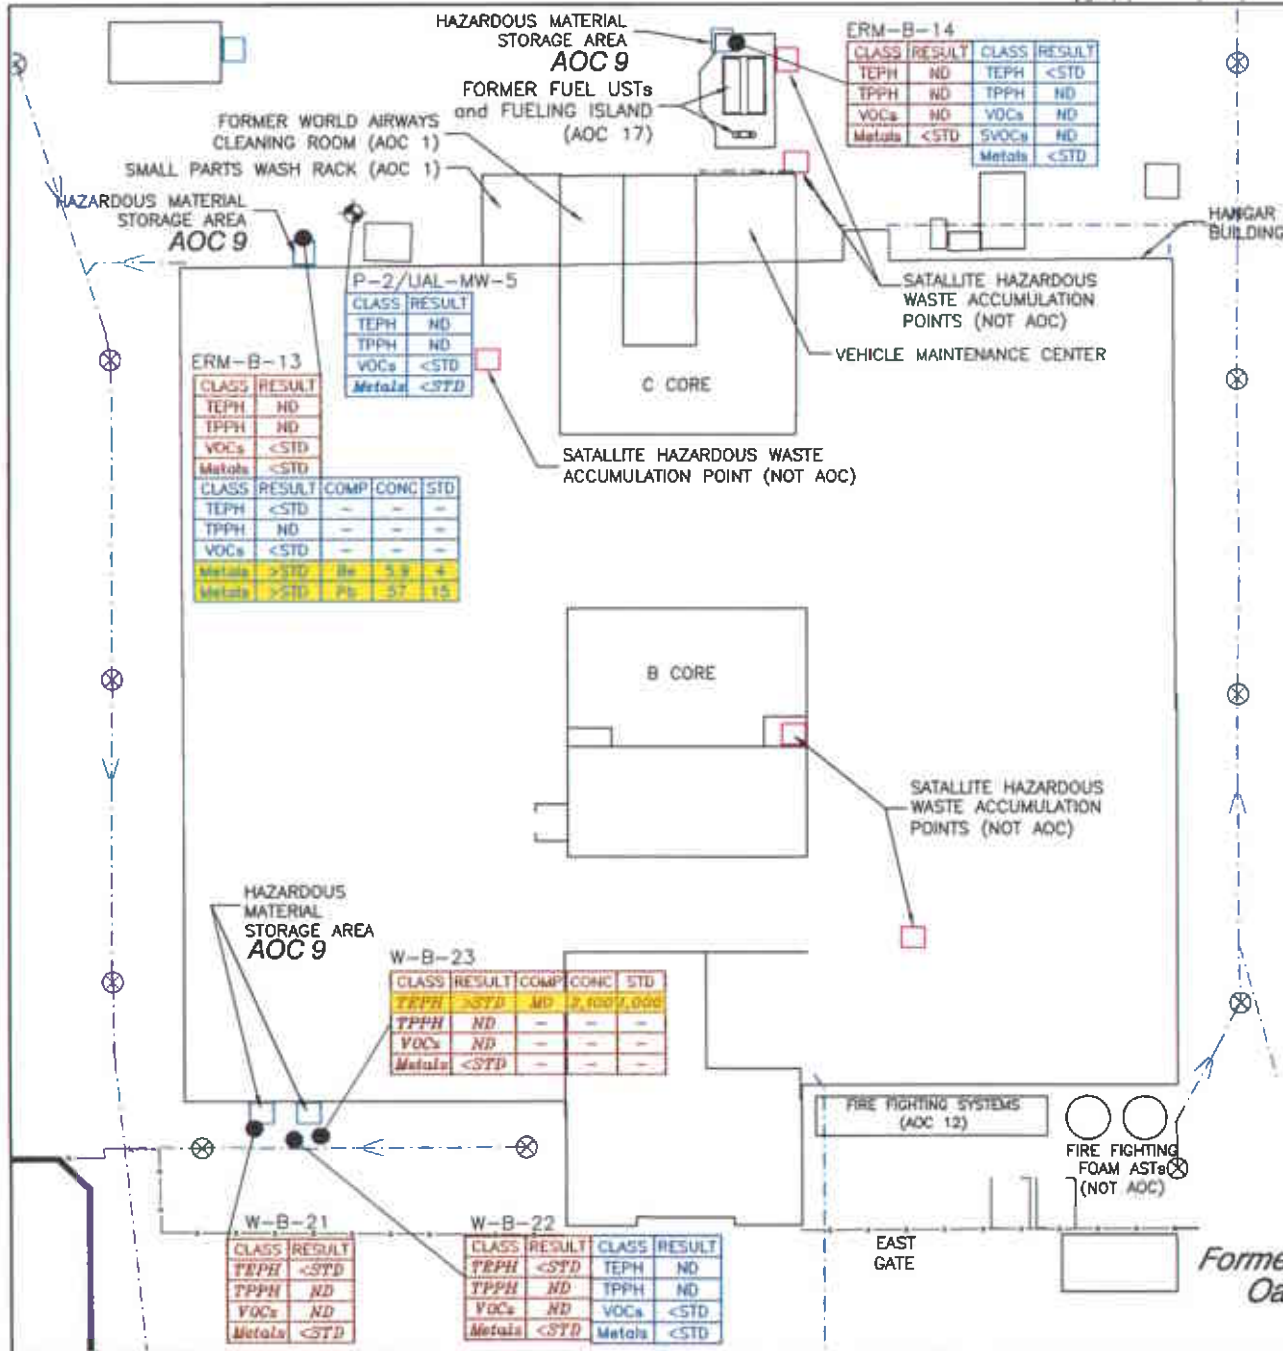 HAZARDOUS MATERIAL
STORAGE AREA
AOC 9
FORMER FUEL USTs
and FUELING ISLAND
(AOC 17)
ERM-B-14
CLASS RESULT CLASS RESULT
TEPH ND TEPH <STD
TPPH ND TPPH ND
VOCs ND VOCs ND
Metals <STD SVOCs ND
Metals <STD
FORMER WORLD AIRWAYS
CLEANING ROOM (AOC 1)
SMALL PARTS WASH RACK (AOC 1)
HAZARDOUS MATERIAL
STORAGE AREA
AOC 9
HANGAR
BUILDING
P-2/UAL-MW-5
CLASS RESULT
TEPH ND
TPPH ND
VOCs <STD
Metals <STD
SATALLITE HAZARDOUS
WASTE ACCUMULATION
POINTS (NOT AOC)
VEHICLE MAINTENANCE CENTER
C CORE
ERM-B-13
CLASS RESULT
TEPH ND
TPPH ND
VOCs <STD
Metals <STD
CLASS RESULT COMP CONC STD
TEPH <STD - - -
TPPH ND - - -
VOCs <STD - - -
Metals >STD Be 5.9 4
Metals >STD Pb 57 15
SATALLITE HAZARDOUS WASTE
ACCUMULATION POINT (NOT AOC)
B CORE
SATALLITE HAZARDOUS
WASTE ACCUMULATION
POINTS (NOT AOC)
HAZARDOUS
MATERIAL
STORAGE AREA
AOC 9
W-B-23
CLASS RESULT COMP CONC STD
TEPH >STD MO 2,100 1,000
TPPH ND - - -
VOCs ND - - -
Metals <STD - - -
FIRE FIGHTING SYSTEMS
(AOC 12)
FIRE FIGHTING
FOAM ASTs
(NOT AOC)
W-B-21
CLASS RESULT
TEPH <STD
TPPH ND
VOCs ND
Metals <STD
W-B-22
CLASS RESULT CLASS RESULT
TEPH <STD TEPH ND
TPPH ND TPPH ND
VOCs ND VOCs <STD
Metals <STD Metals <STD
EAST
GATE
Forme
Oa